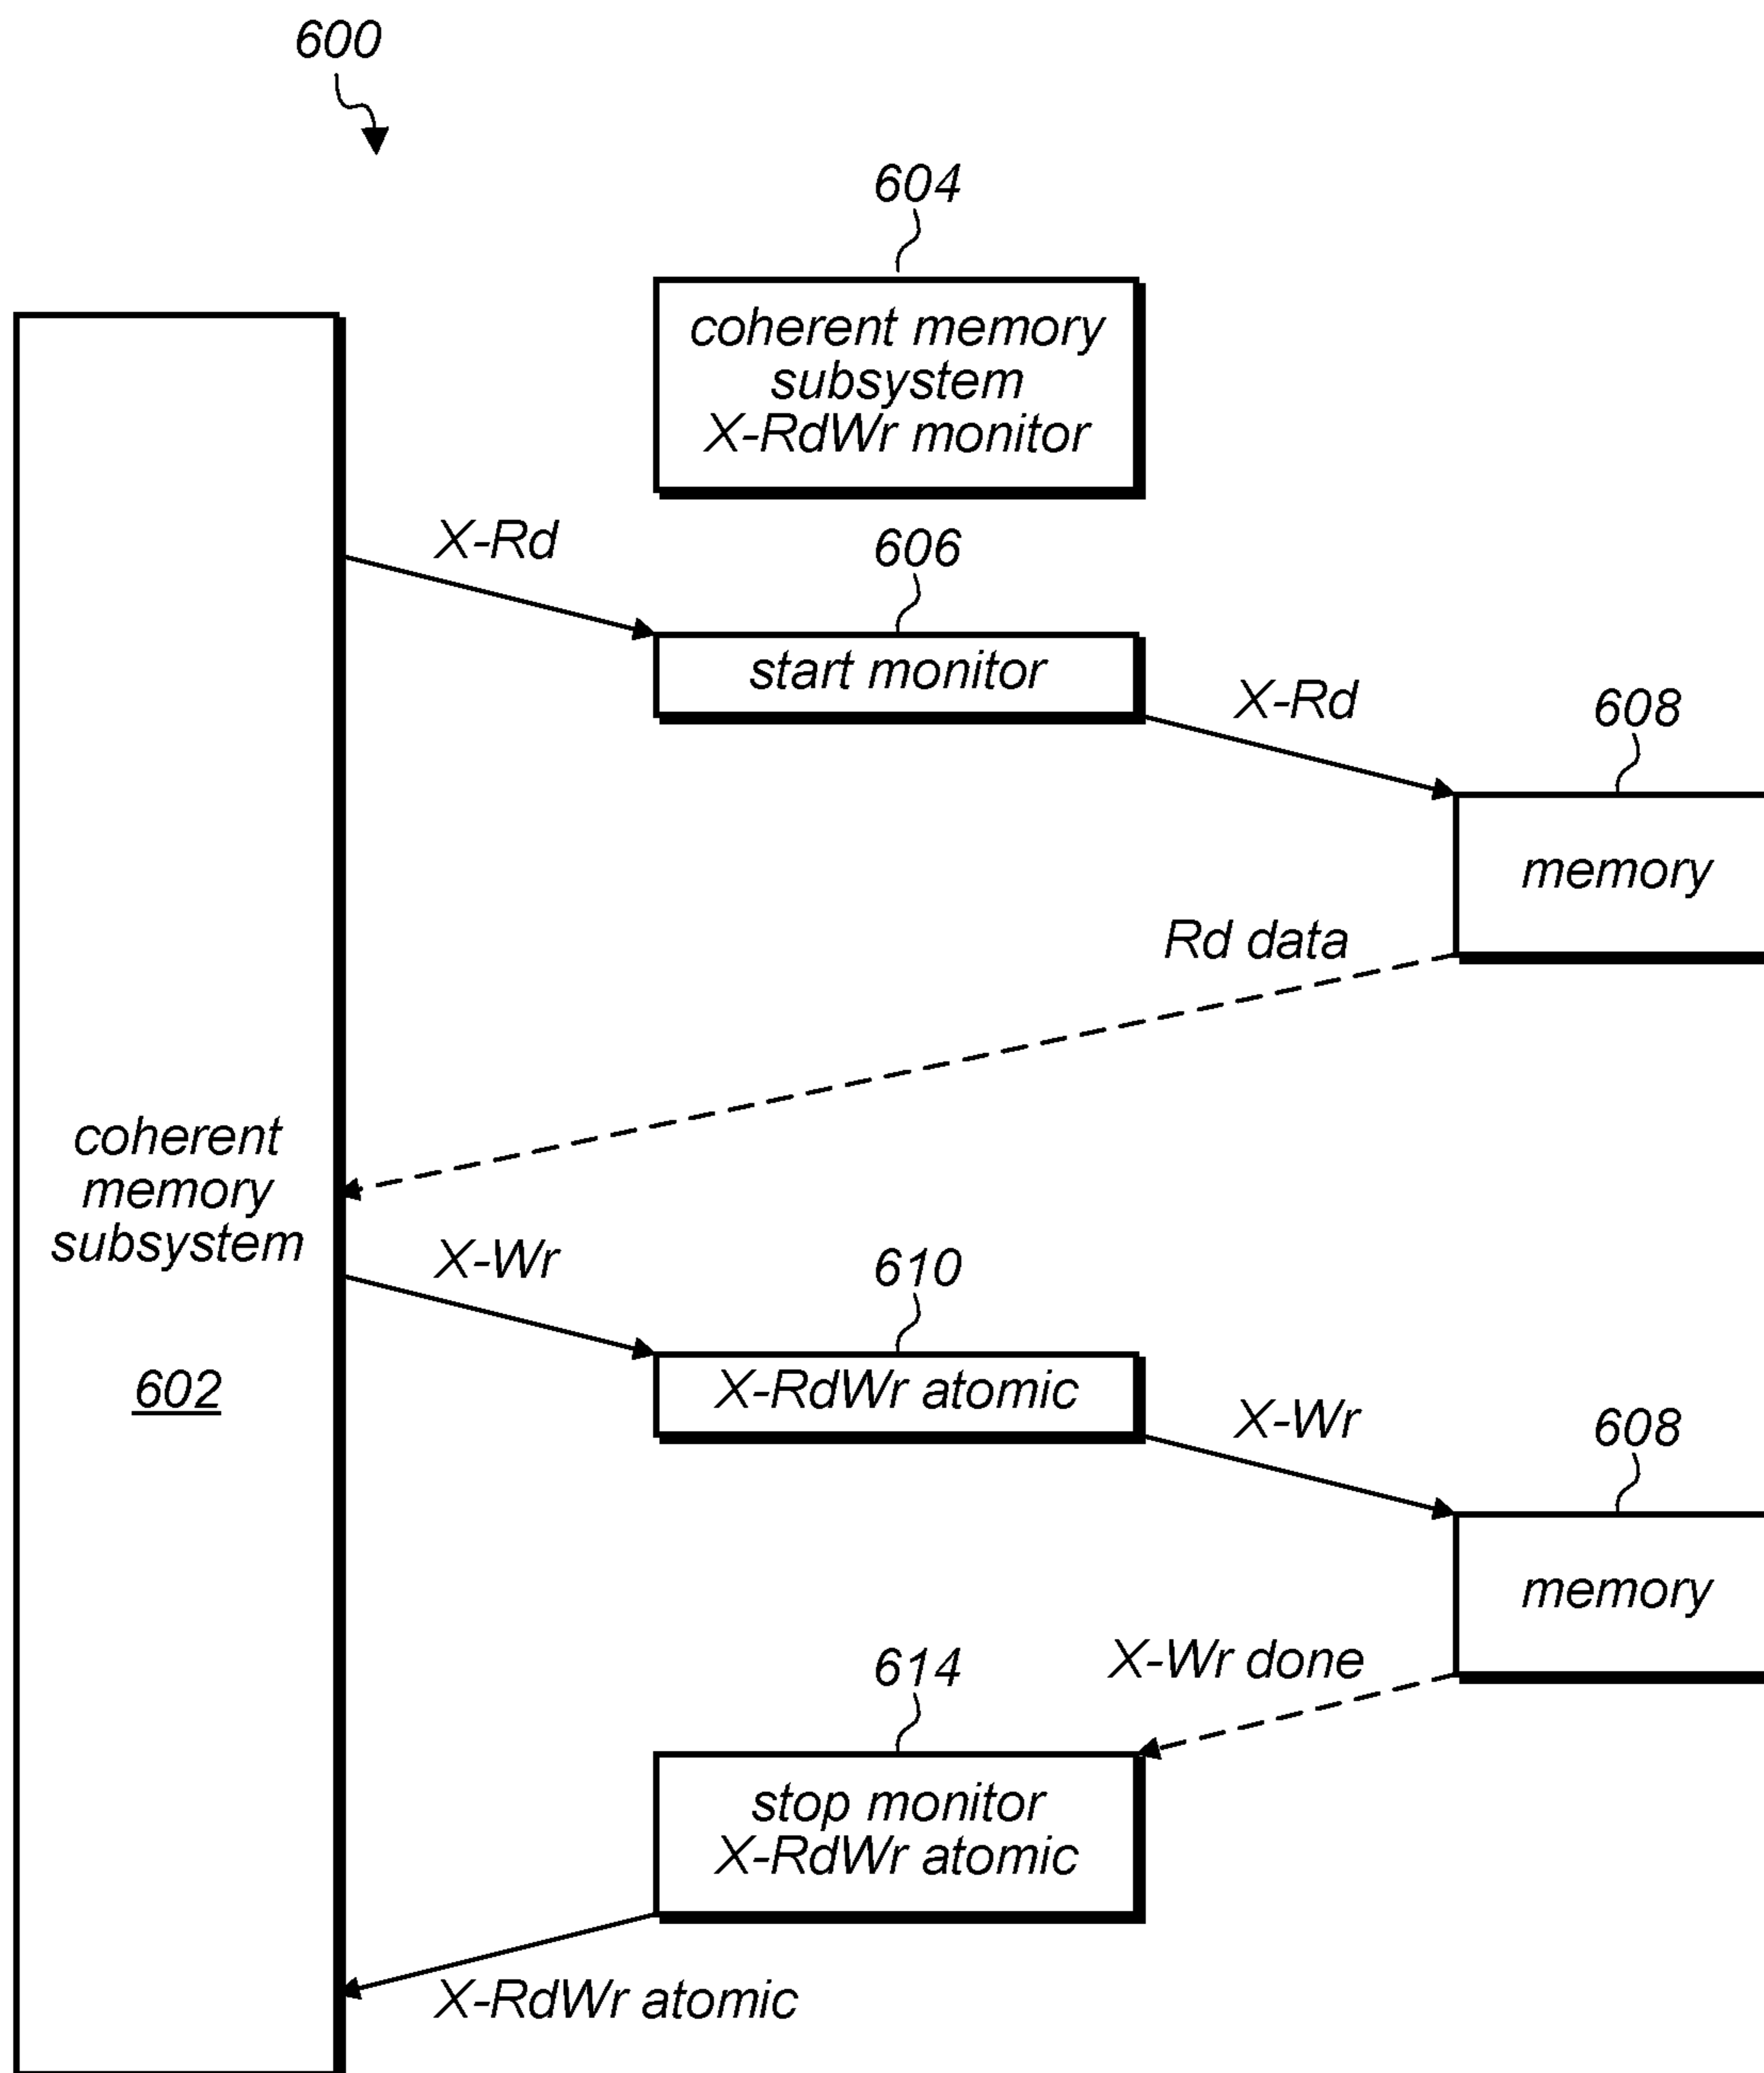 600
604
coherent memory
subsystem
X-RdWr monitor
X-Rd
606
start monitor
X-Rd
608
memory
Rd data
coherent
memory
subsystem
602
X-Wr
610
X-RdWr atomic
X-Wr
608
memory
X-Wr done
614
stop monitor
X-RdWr atomic
X-RdWr atomic